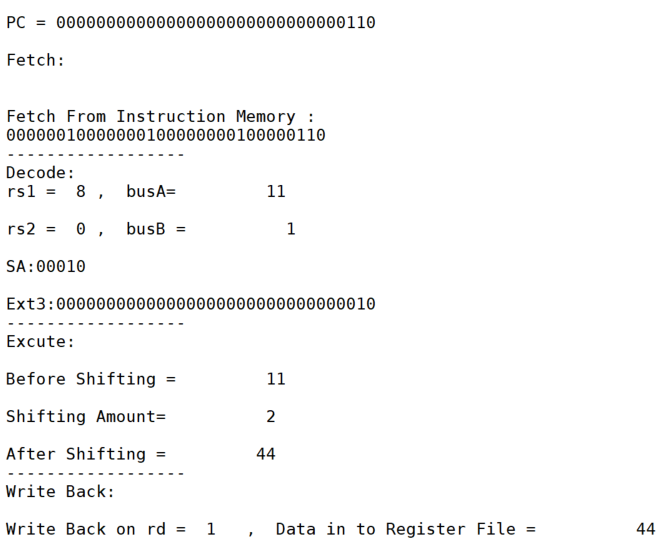 PC = 00000000000000000000000000000110
Fetch:
Fetch From Instruction Memory :
00000010000000100000000100000110
------------------
Decode:
rs1 =  8 ,  busA=         11
rs2 =  0 ,  busB =          1
SA:00010
Ext3:00000000000000000000000000000010
------------------
Excute:
Before Shifting =         11
Shifting Amount=          2
After Shifting =         44
------------------
Write Back:
Write Back on rd =  1   ,  Data in to Register File =          44